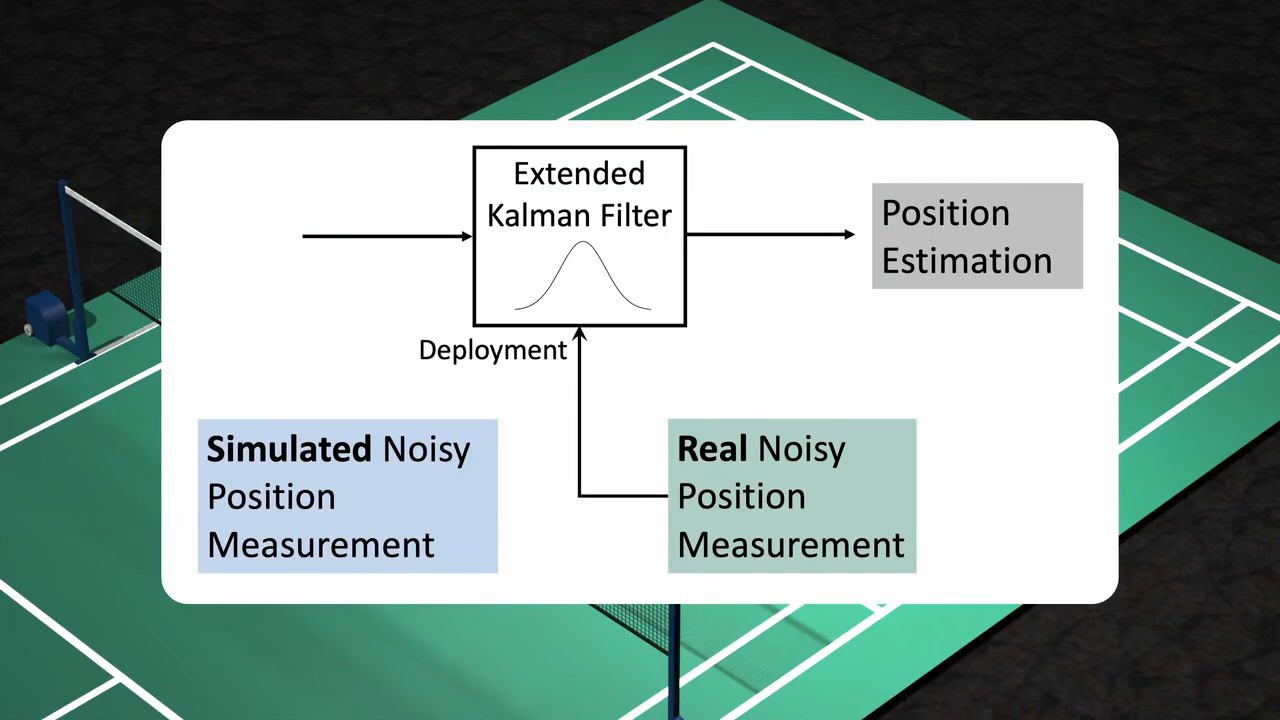 Extended
Kalman Filter
Position
Estimation
Deployment
Simulated Noisy
Position
Measurement
Real Noisy
Position
Measurement